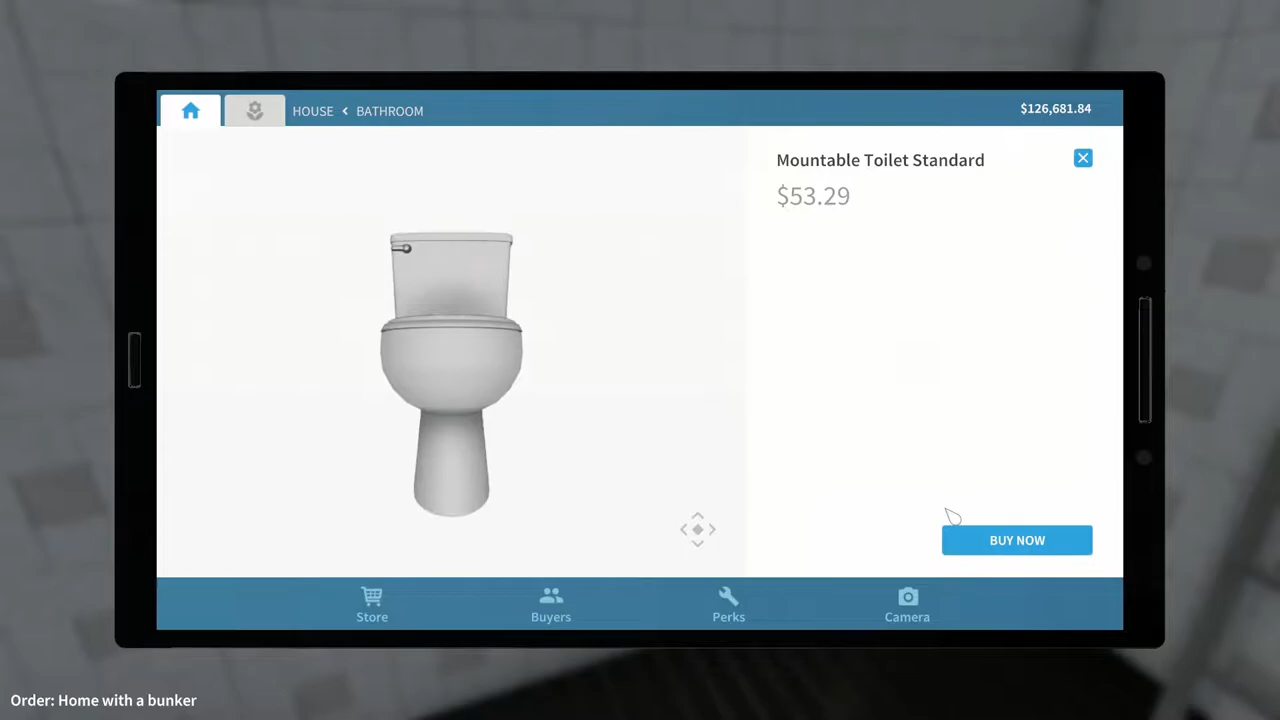 HOUSE < BATHROOM
$126,681.84
Mountable Toilet Standard
$53.29
BUY NOW
Store
Buyers
Perks
Camera
Order: Home with a bunker